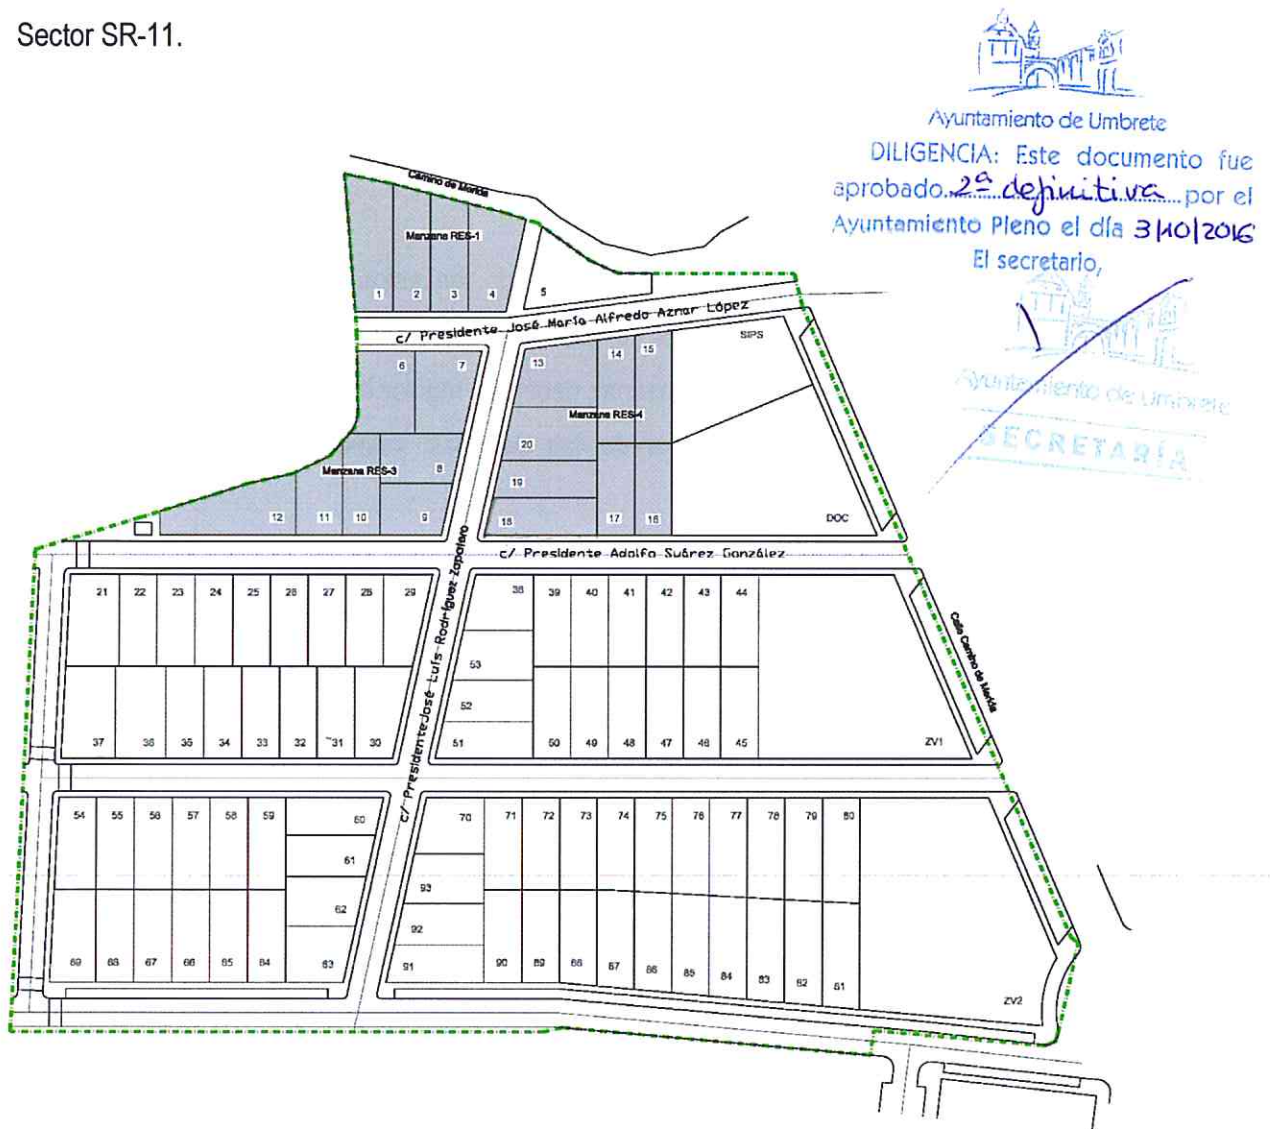 Sector SR-11.
Ayuntamiento de Umbrete
DILIGENCIA: Este documento fue
aprobado 2ª definitiva por el
Ayuntamiento Pleno el día 3/10/2016
El secretario,
Ayuntamiento de Umbrete
SECRETARÍA
Camino de Merida
Manzana RES-1
1 2 3 4 5
c/ Presidente José María Alfredo Aznar López
6 7 13 14 15 SIPS
Manzana RES-4
20
Manzana RES-3 8
19
12 11 10 9 18 17 16 DOC
c/ Presidente Adolfo Suárez González
c/ Presidente José Luís Rodríguez Zapatero
21 22 23 24 25 26 27 28 29 38 39 40 41 42 43 44
Calle Camino de Merida
53
52
37 36 35 34 33 32 31 30 51 50 49 48 47 46 45 ZV1
54 55 56 57 58 59 60 70 71 72 73 74 75 76 77 78 79 80
61
93
62
92
69 68 67 66 65 64 63 91 90 89 88 87 86 85 84 83 82 81
ZV2